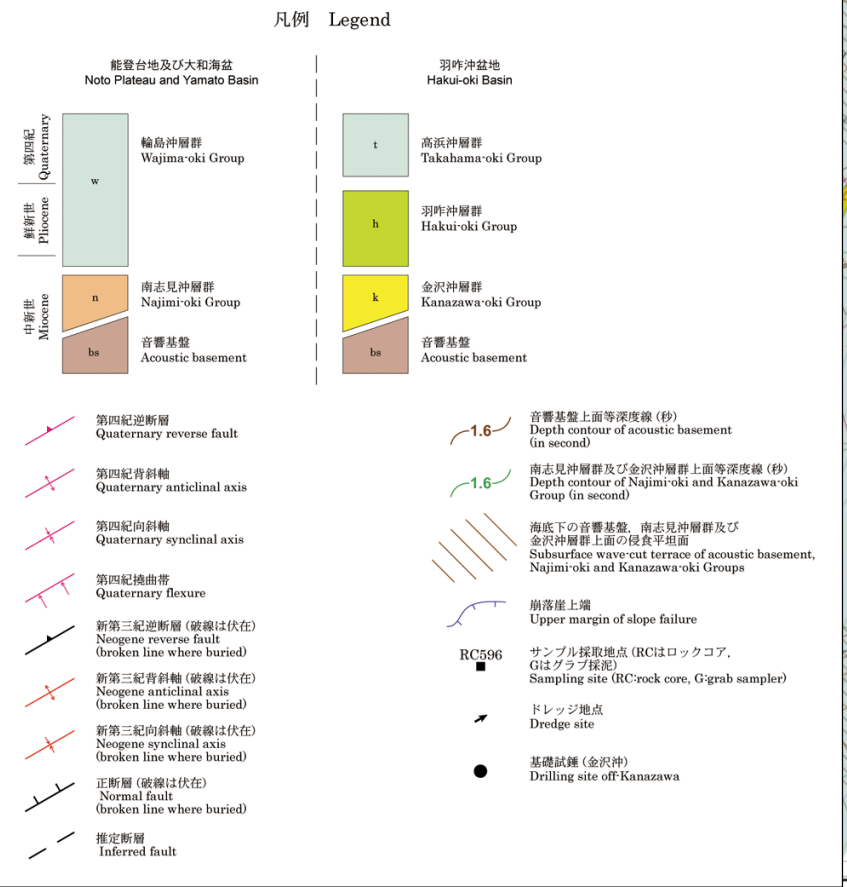 凡例 Legend
能登台地及び大和海盆
Noto Plateau and Yamato Basin
第四紀
Quaternary
鮮新世
Pliocene
中新世
Miocene
w
輪島沖層群
Wajima-oki Group
n
南志見沖層群
Najimi-oki Group
bs
音響基盤
Acoustic basement
羽咋沖盆地
Hakui-oki Basin
t
高浜沖層群
Takahama-oki Group
h
羽咋沖層群
Hakui-oki Group
k
金沢沖層群
Kanazawa-oki Group
bs
音響基盤
Acoustic basement
第四紀逆断層
Quaternary reverse fault
第四紀背斜軸
Quaternary anticlinal axis
第四紀向斜軸
Quaternary synclinal axis
第四紀撓曲帯
Quaternary flexure
新第三紀逆断層 (破線は伏在)
Neogene reverse fault
(broken line where buried)
新第三紀背斜軸 (破線は伏在)
Neogene anticlinal axis
(broken line where buried)
新第三紀向斜軸 (破線は伏在)
Neogene synclinal axis
(broken line where buried)
正断層 (破線は伏在)
Normal fault
(broken line where buried)
推定断層
Inferred fault
1.6
音響基盤上面等深度線 (秒)
Depth contour of acoustic basement
(in second)
1.6
南志見沖層群及び金沢沖層群上面等深度線 (秒)
Depth contour of Najimi-oki and Kanazawa-oki
Group (in second)
海底下の音響基盤，南志見沖層群及び
金沢沖層群上面の侵食平坦面
Subsurface wave-cut terrace of acoustic basement,
Najimi-oki and Kanazawa-oki Groups
崩落崖上端
Upper margin of slope failure
RC596
サンプル採取地点 (RCはロックコア，
Gはグラブ採泥)
Sampling site (RC:rock core, G:grab sampler)
ドレッジ地点
Dredge site
基礎試錘 (金沢沖)
Drilling site off-Kanazawa